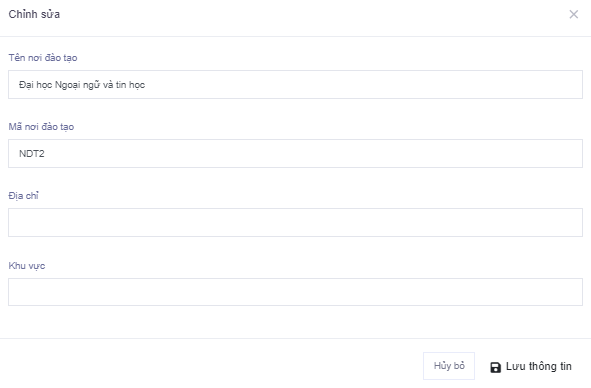 Chỉnh sửa
Tên nơi đào tạo
Đại học Ngoại ngữ và tin học
Mã nơi đào tạo
NDT2
Địa chỉ
Khu vực
Hủy bỏ
Lưu thông tin